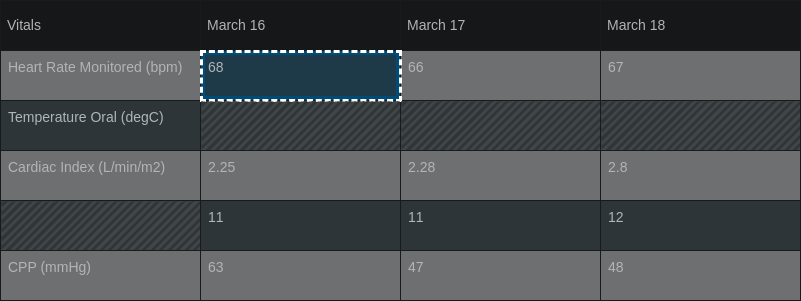 Vitals March 16 March 17 March 18
Heart Rate Monitored (bpm) 68 66 67
Temperature Oral (degC)
Cardiac Index (L/min/m2) 2.25 2.28 2.8
11 11 12
CPP (mmHg) 63 47 48